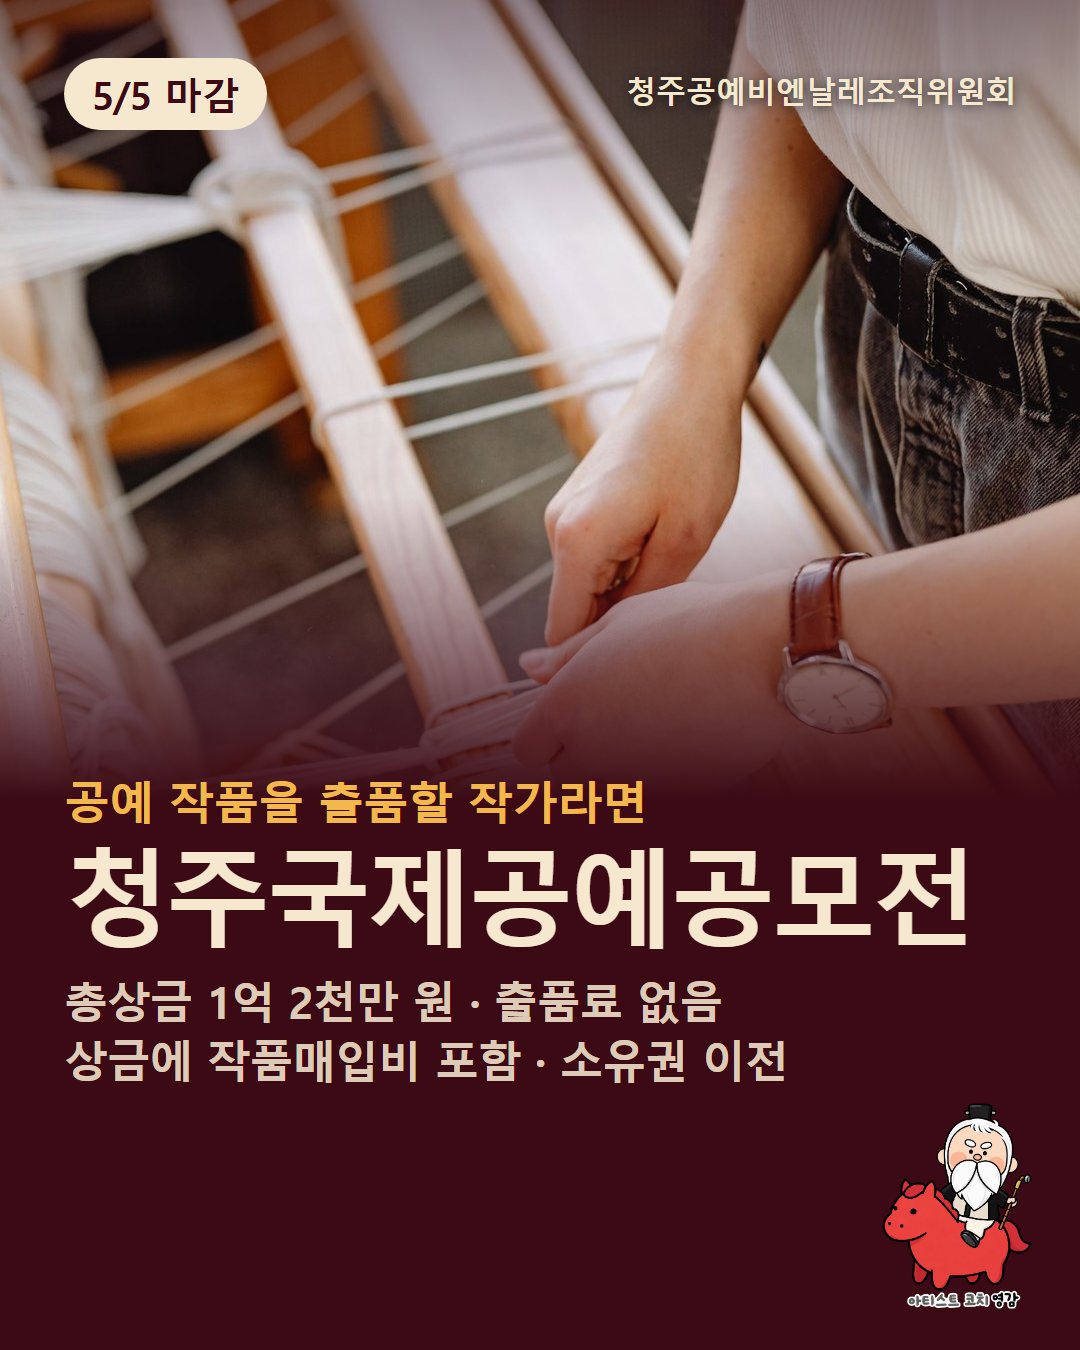 5/5 마감
청주공예비엔날레조직위원회
공예 작품을 출품할 작가라면
청주국제공예공모전
총상금 1억 2천만 원 · 출품료 없음
상금에 작품매입비 포함 · 소유권 이전
아티스트 코치 영감